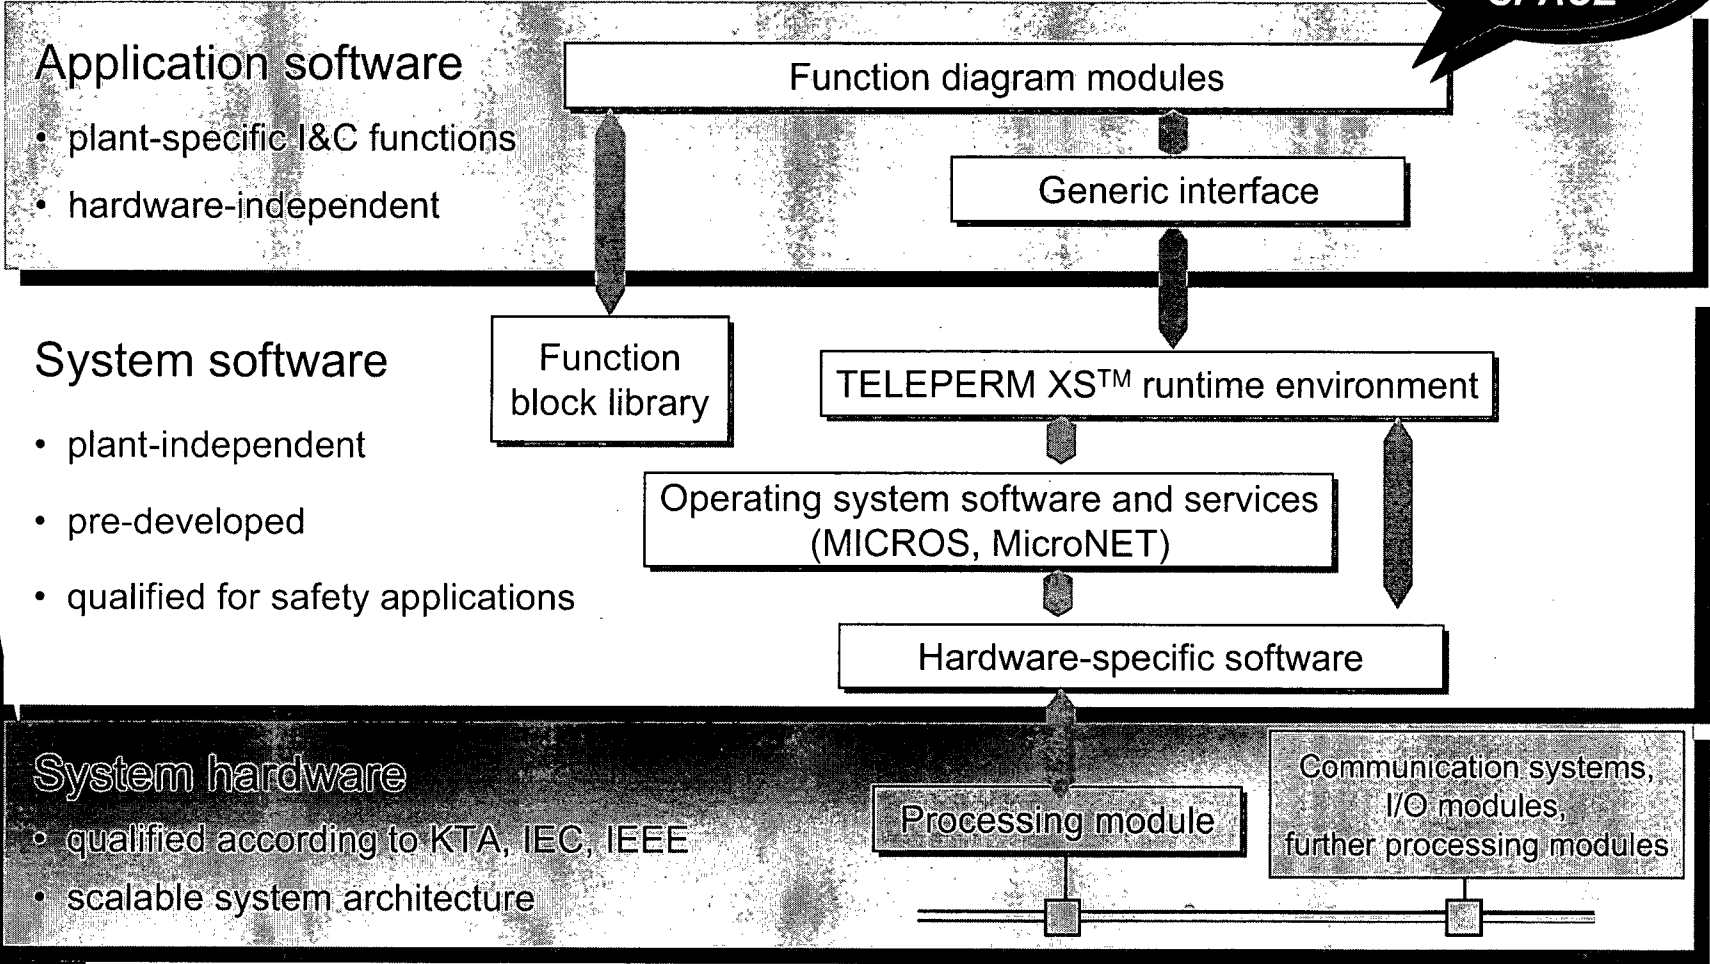 SPACE
Application software
Function diagram modules
• plant-specific I&C functions
Generic interface
• hardware-independent
System software
Function
block library
TELEPERM XS™ runtime environment
• plant-independent
Operating system software and services
(MICROS, MicroNET)
• pre-developed
• qualified for safety applications
Hardware-specific software
System hardware
Communication systems,
I/O modules,
further processing modules
Processing module
• qualified according to KTA, IEC, IEEE
• scalable system architecture